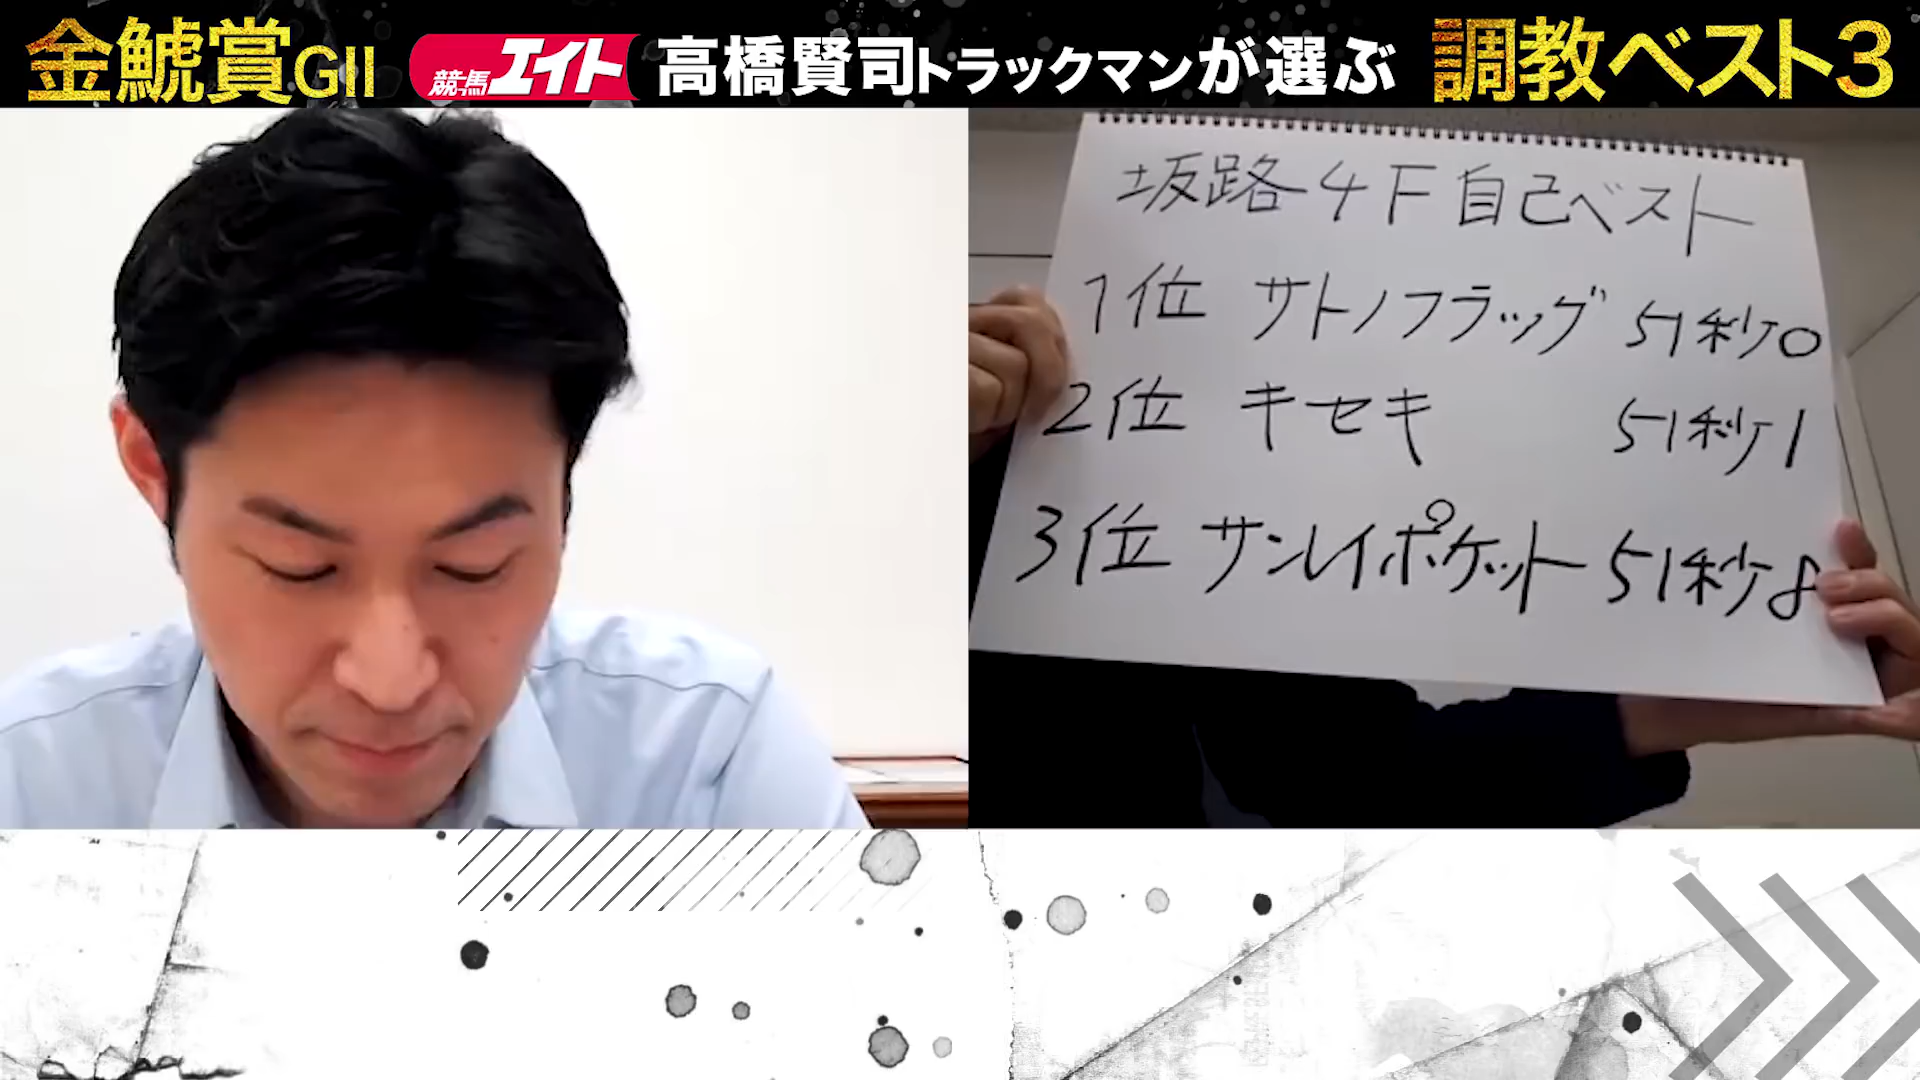 金鯱賞GII 競馬エイト 高橋賢司トラックマンが選ぶ 調教ベスト3
坂路4F自己ベスト
1位 サトノフラッグ 51秒0
2位 キセキ 51秒1
3位 サンレイポケット 51秒8